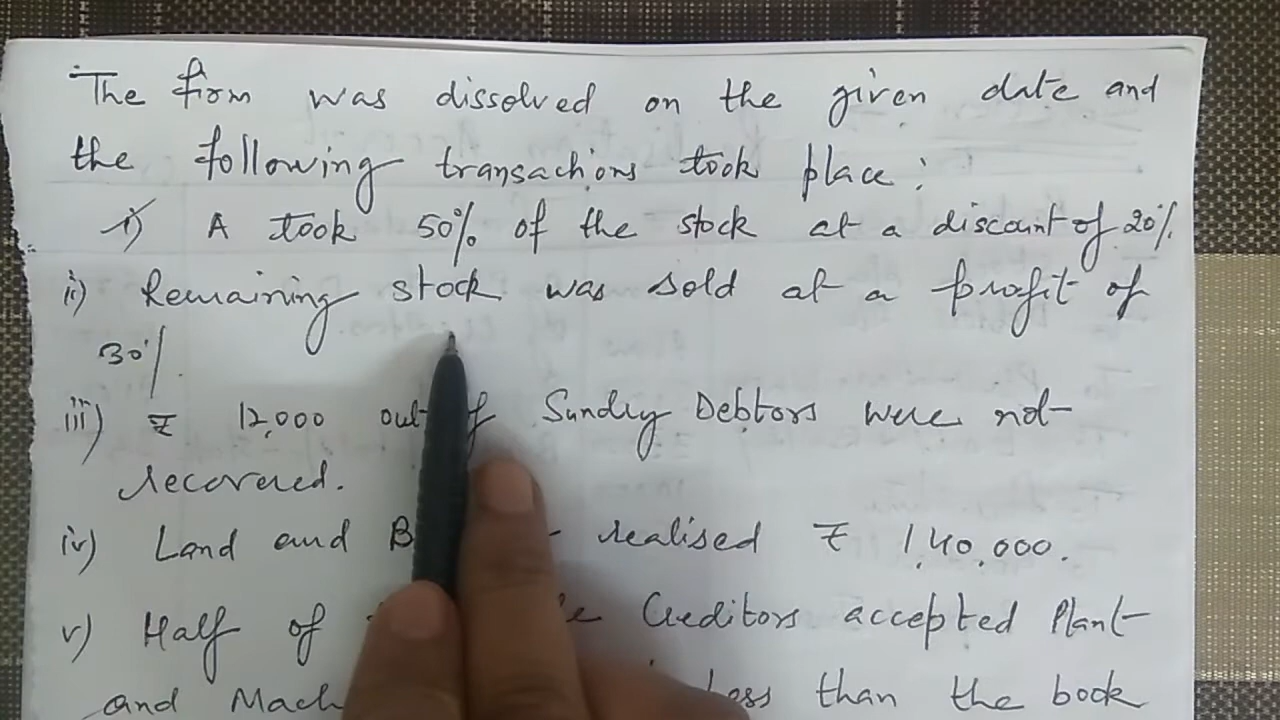 The firm was dissolved on the given date and
the following transactions took place:
i) A took 50% of the stock at a discount of 20%.
ii) Remaining stock was sold at a profit of
30%.
iii) ₹ 12,000 out of Sundry Debtors were not
recovered.
iv) Land and realised ₹ 1,40,000.
v) Half of Creditors accepted Plant
and less than the book